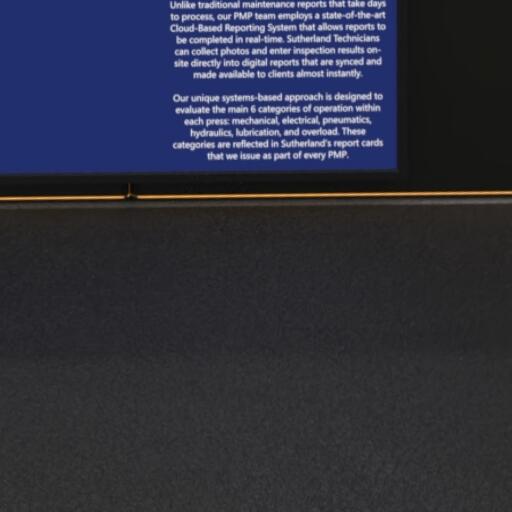 Unlike traditional maintenance reports that take days
to process, our PMP team employs a state-of-the-art
Cloud-Based Reporting System that allows reports to
be completed in real-time. Sutherland Technicians
can collect photos and enter inspection results on-
site directly into digital reports that are synced and
made available to clients almost instantly.
Our unique systems-based approach is designed to
evaluate the main 6 categories of operation within
each press: mechanical, electrical, pneumatics,
hydraulics, lubrication, and overload. These
categories are reflected in Sutherland's report cards
that we issue as part of every PMP.